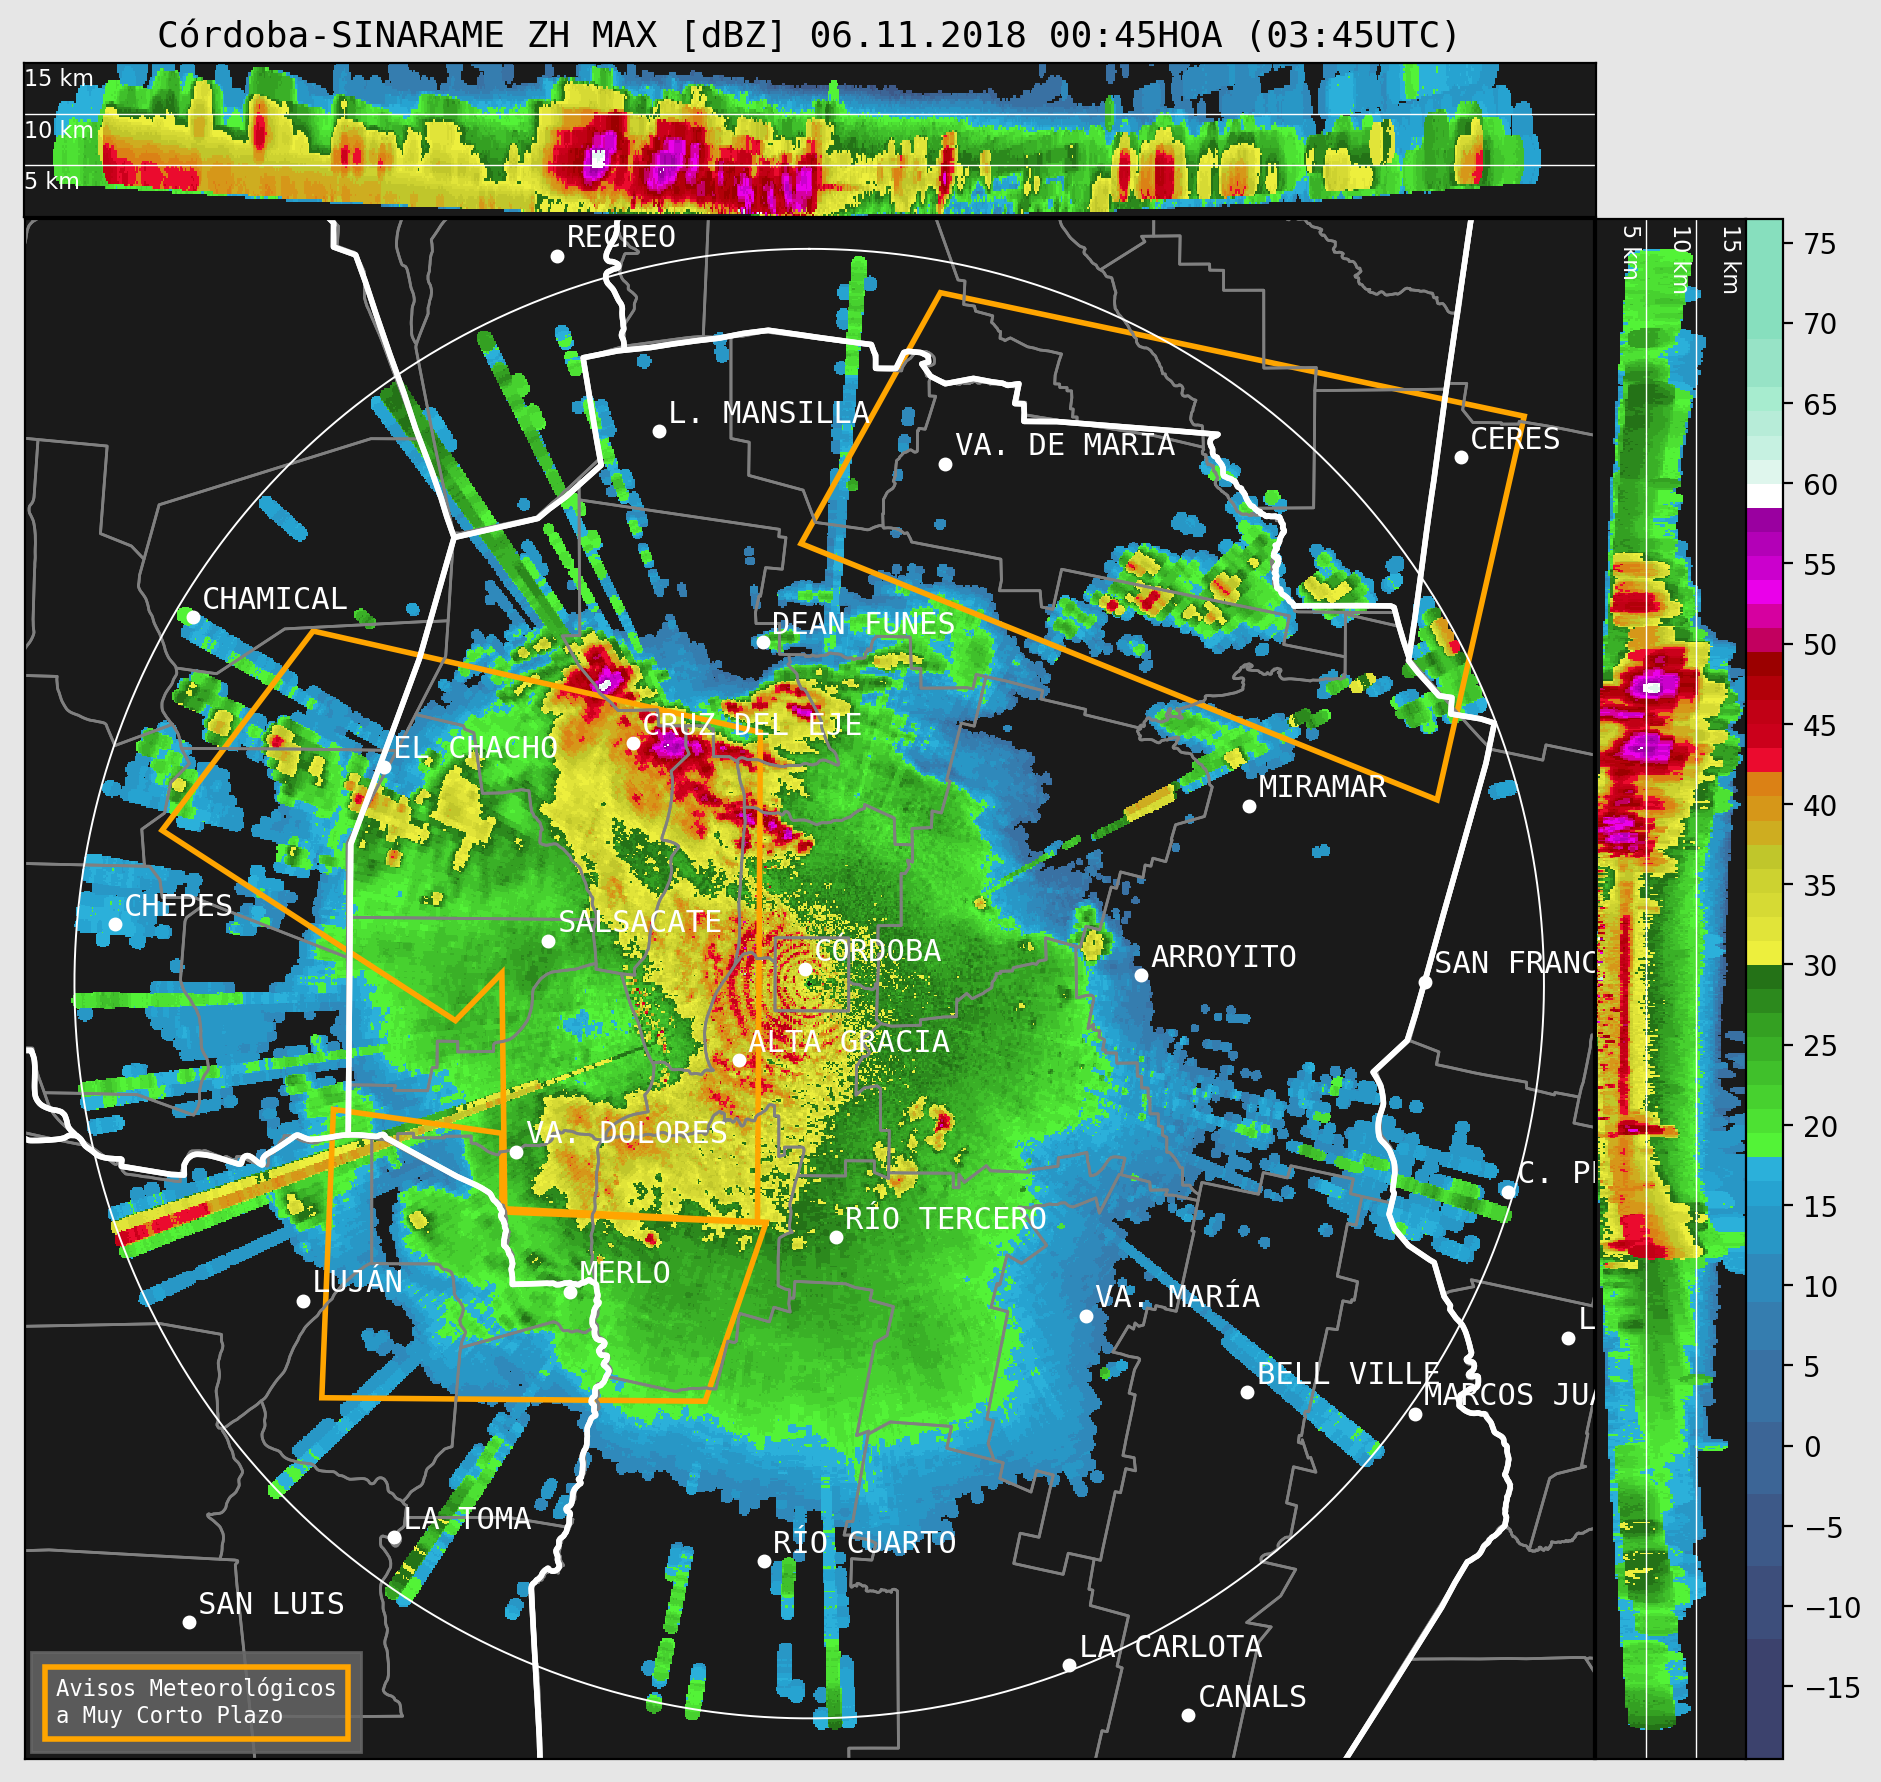 Córdoba-SINARAME ZH MAX [dBZ] 06.11.2018 00:45HOA (03:45UTC)
15 km
10 km
5 km
5 km
10 km
15 km
RECREO
L. MANSILLA
VA. DE MARÍA
CERES
CHAMICAL
DEAN FUNES
CRUZ DEL EJE
EL CHACHO
MIRAMAR
CHEPES
SALSACATE
CÓRDOBA
ARROYITO
SAN FRANC
ALTA GRACIA
VA. DOLORES
C. PE
RÍO TERCERO
MERLO
LUJÁN
VA. MARÍA
L
BELL VILLE
MARCOS JUA
LA TOMA
RÍO CUARTO
SAN LUIS
LA CARLOTA
CANALS
Avisos Meteorológicos
a Muy Corto Plazo
75
70
65
60
55
50
45
40
35
30
25
20
15
10
5
0
−5
−10
−15